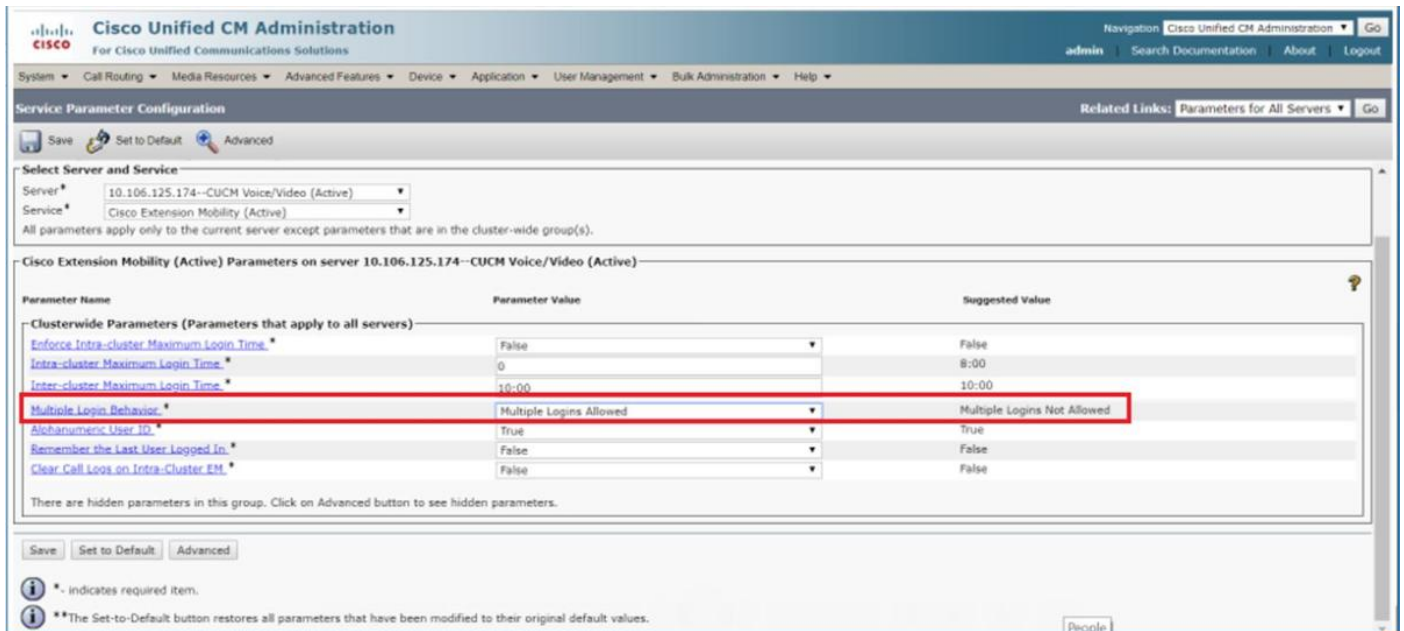 Cisco Unified CM Administration
CISCO
For Cisco Unified Communications Solutions
Navigation Cisco Unified CM Administration Go
admin Search Documentation About Logout
System Call Routing Media Resources Advanced Features Device Application User Management Bulk Administration Help
Service Parameter Configuration
Related Links: Parameters for All Servers Go
Save Set to Default Advanced
Select Server and Service
Server* 10.106.125.174--CUCM Voice/Video (Active)
Service* Cisco Extension Mobility (Active)
All parameters apply only to the current server except parameters that are in the cluster-wide group(s).
Cisco Extension Mobility (Active) Parameters on server 10.106.125.174--CUCM Voice/Video (Active)
?
Parameter Name Parameter Value Suggested Value
Clusterwide Parameters (Parameters that apply to all servers)
Enforce Intra-cluster Maximum Login Time * False False
Intra-cluster Maximum Login Time * 0 8:00
Inter-cluster Maximum Login Time * 10:00 10:00
Multiple Login Behavior * Multiple Logins Allowed Multiple Logins Not Allowed
Alphanumeric User ID * True True
Remember the Last User Logged In * False False
Clear Call Logs on Intra-Cluster EM * False False
There are hidden parameters in this group. Click on Advanced button to see hidden parameters.
Save Set to Default Advanced
i *- indicates required item.
i **The Set-to-Default button restores all parameters that have been modified to their original default values.
People